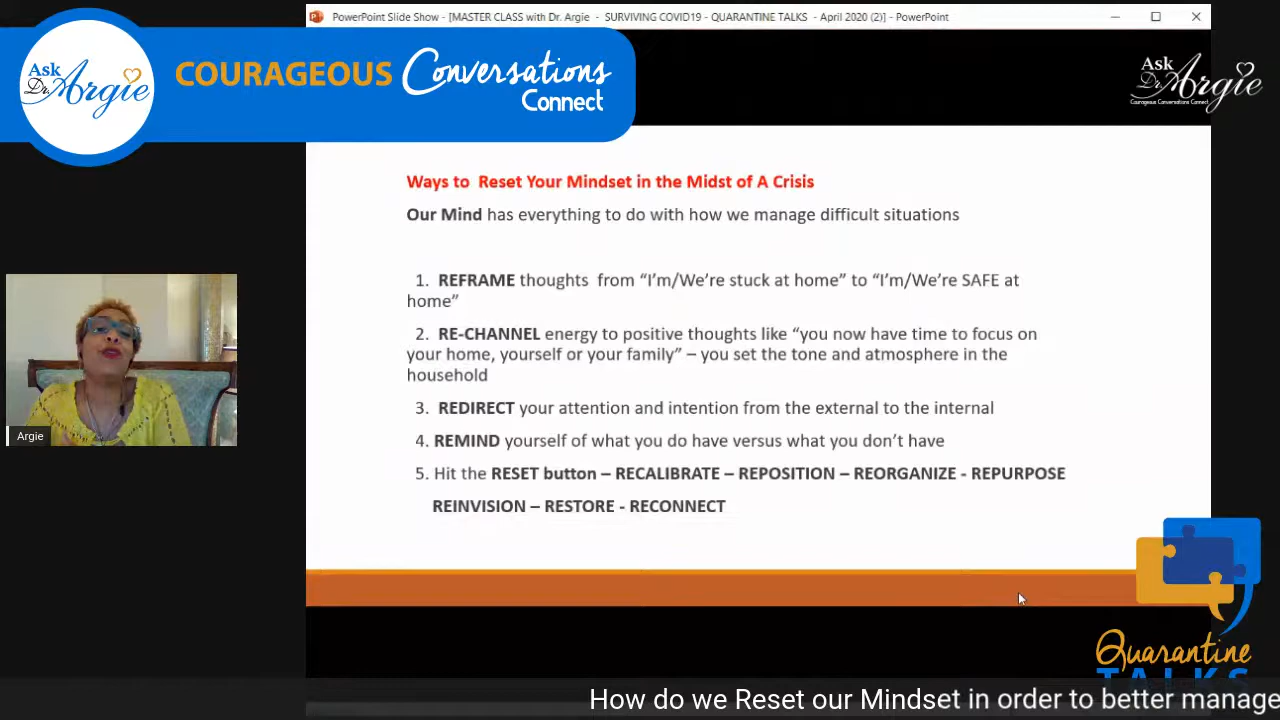 PowerPoint Slide Show - [MASTER CLASS with Dr. Argie - SURVIVING COVID19 - QUARANTINE TALKS - April 2020 (2)] - PowerPoint
Ask
Dr. Argie
COURAGEOUS Conversations
Connect
Ask
Dr. Argie
Courageous Conversations Connect
Ways to Reset Your Mindset in the Midst of A Crisis
Our Mind has everything to do with how we manage difficult situations
1. REFRAME thoughts from “I’m/We’re stuck at home” to “I’m/We’re SAFE at
home”
2. RE-CHANNEL energy to positive thoughts like “you now have time to focus on
your home, yourself or your family” – you set the tone and atmosphere in the
household
3. REDIRECT your attention and intention from the external to the internal
4. REMIND yourself of what you do have versus what you don’t have
5. Hit the RESET button – RECALIBRATE – REPOSITION – REORGANIZE - REPURPOSE
REINVISION – RESTORE - RECONNECT
Argie
Quarantine
TALKS
How do we Reset our Mindset in order to better manage